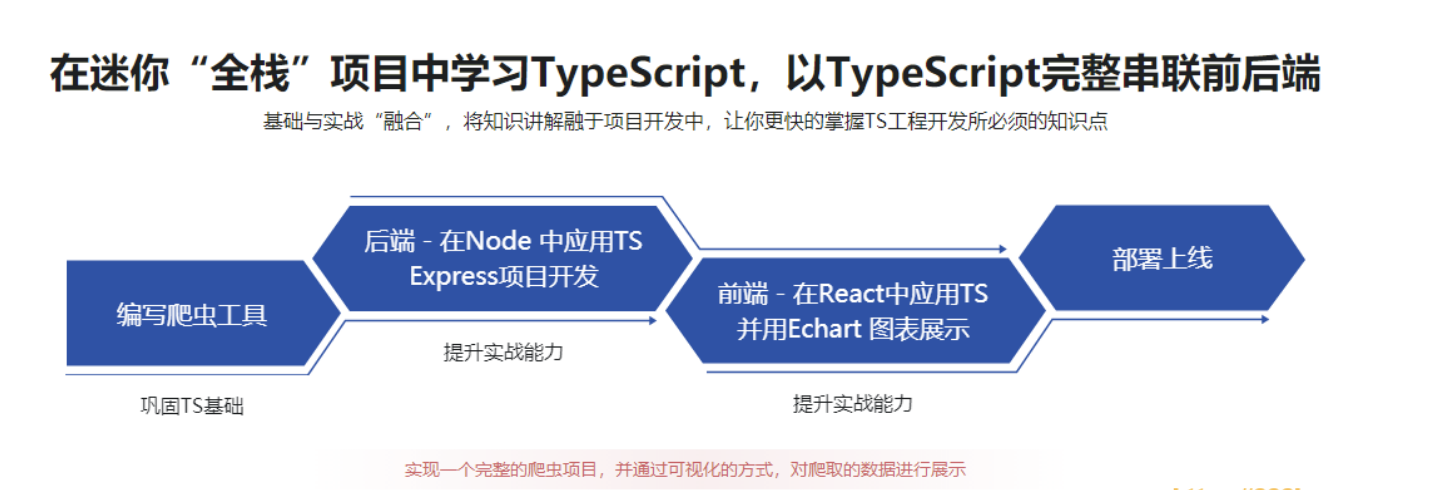 在迷你“全栈”项目中学习TypeScript，以TypeScript完整串联前后端
基础与实战“融合“，将知识讲解融于项目开发中，让你更快的掌握TS工程开发所必须的知识点
编写爬虫工具
巩固TS基础
后端 - 在Node 中应用TS
Express项目开发
提升实战能力
前端 - 在React中应用TS
并用Echart 图表展示
提升实战能力
部署上线
实现一个完整的爬虫项目，并通过可视化的方式，对爬取的数据进行展示